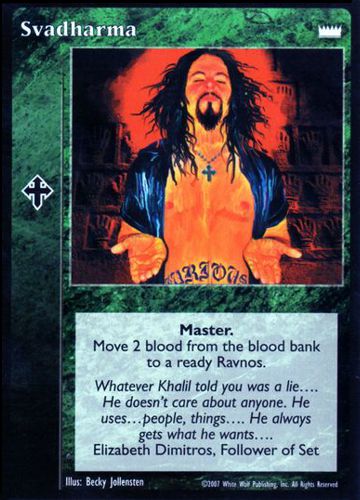 Svadharma
Master.
Move 2 blood from the blood bank
to a ready Ravnos.
Whatever Khalil told you was a lie....
He doesn't care about anyone. He
uses...people, things.... He always
gets what he wants....
Elizabeth Dimitros, Follower of Set
Illus: Becky Jollensten
©2007 White Wolf Publishing, Inc. All Rights Reserved